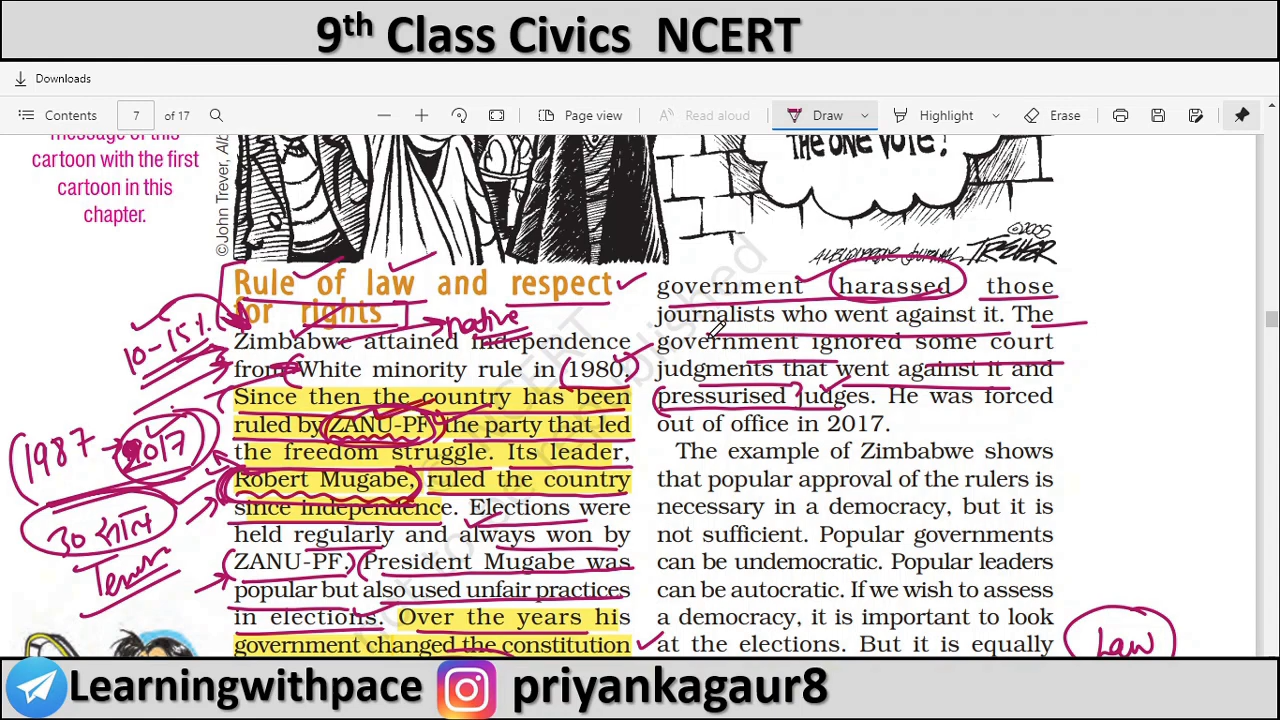 9th Class Civics NCERT
Downloads
Contents 7 of 17 Page view Read aloud Draw Highlight Erase
message of this
cartoon with the first
cartoon in this
chapter.
©John Trever, Alb
THE ONE VOTE!
©2005
ALBUQUERQUE JOURNAL TREVER
Rule of law and respect
for rights
native
10-15%
Zimbabwe attained independence
from White minority rule in 1980.
Since then the country has been
ruled by ZANU-PF, the party that led
the freedom struggle. Its leader,
Robert Mugabe, ruled the country
since independence. Elections were
held regularly and always won by
ZANU-PF. President Mugabe was
popular but also used unfair practices
in elections. Over the years his
government changed the constitution
1987 → 2017
30 साल
government harassed those
journalists who went against it. The
government ignored some court
judgments that went against it and
pressurised judges. He was forced
out of office in 2017.
The example of Zimbabwe shows
that popular approval of the rulers is
necessary in a democracy, but it is
not sufficient. Popular governments
can be undemocratic. Popular leaders
can be autocratic. If we wish to assess
a democracy, it is important to look
at the elections. But it is equally
Law
Learningwithpace priyankagaur8